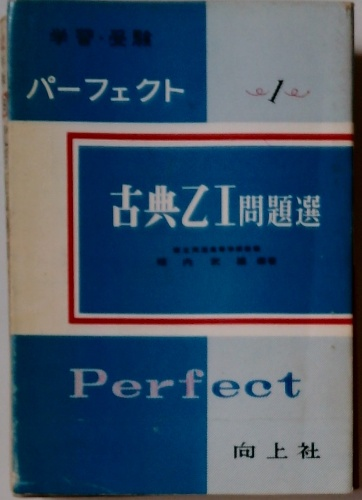 学習・受験
パーフェクト
1
古典乙I問題選
Perfect
向上社